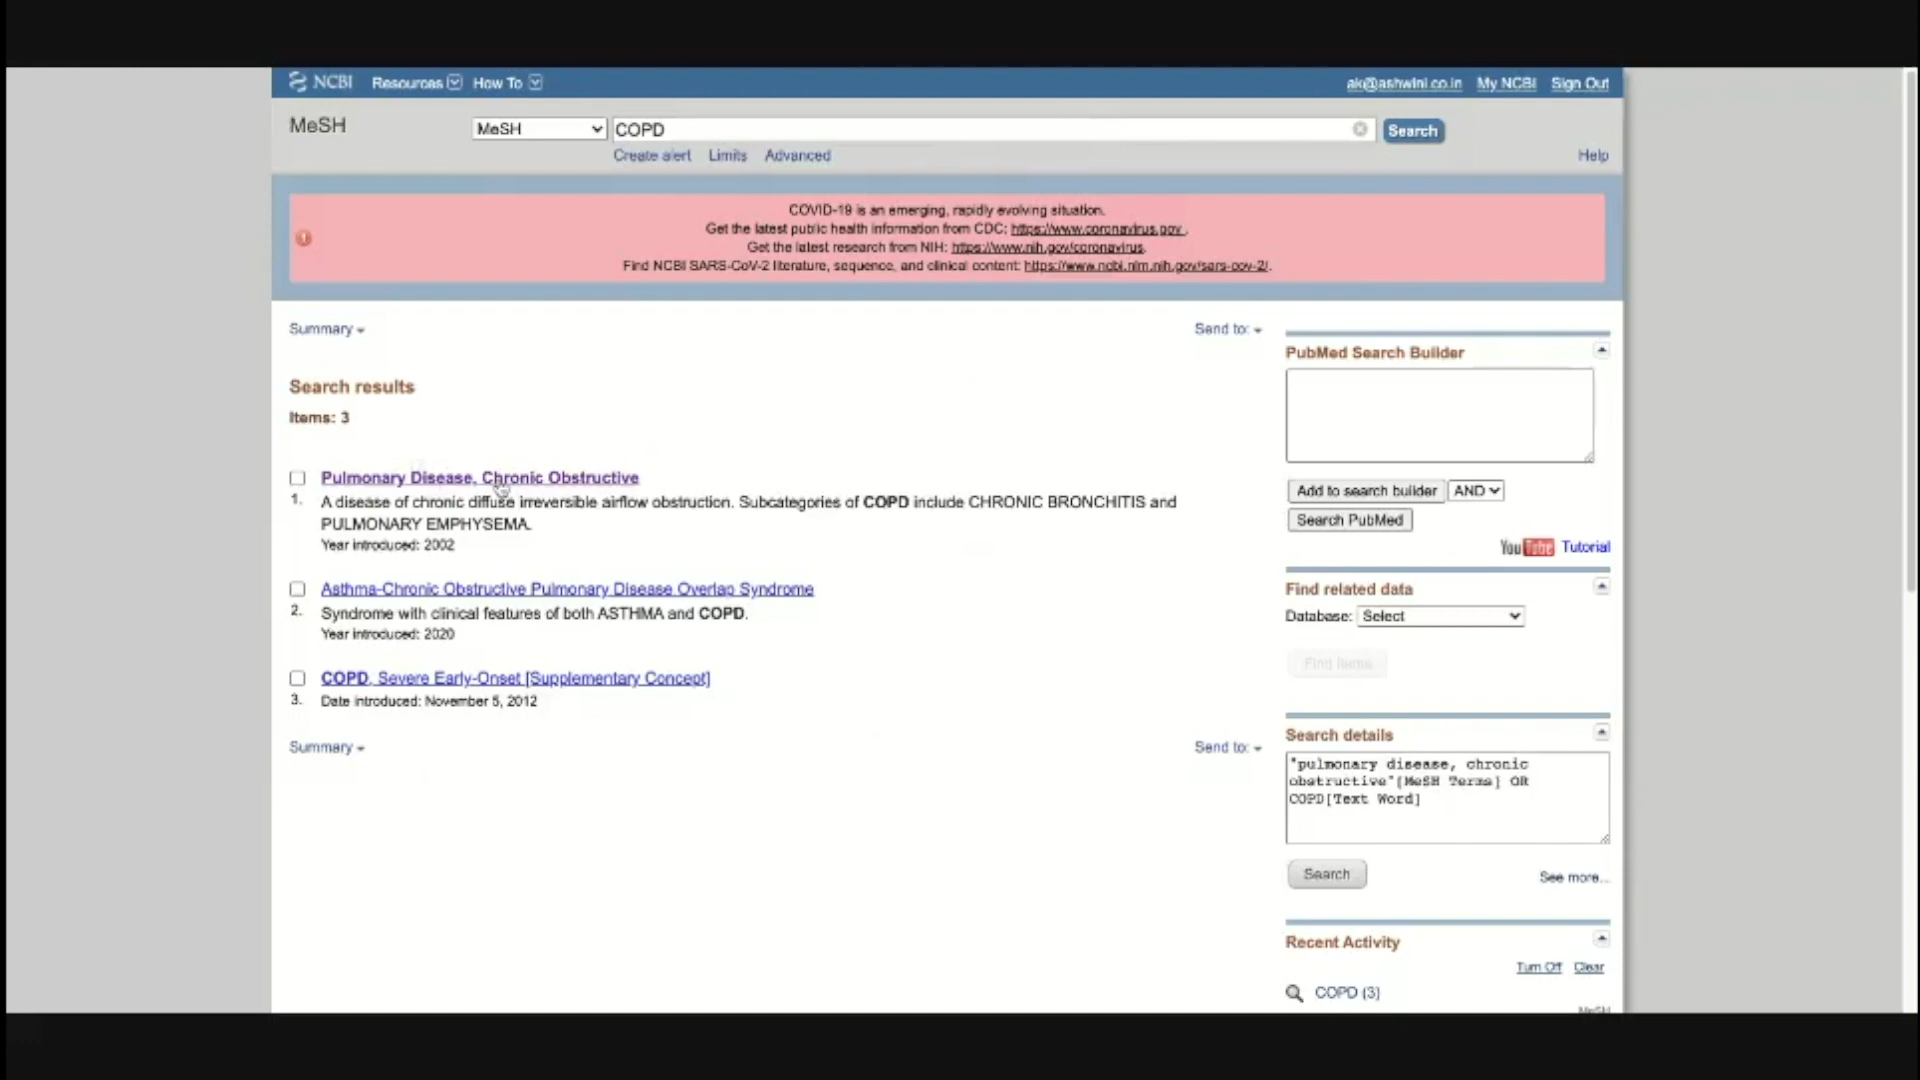 NCBI Resources How To ak@ashwini.co.in My NCBI Sign Out
MeSH MeSH COPD Search
Create alert Limits Advanced Help
COVID-19 is an emerging, rapidly evolving situation.
Get the latest public health information from CDC: https://www.coronavirus.gov .
Get the latest research from NIH: https://www.nih.gov/coronavirus.
Find NCBI SARS-CoV-2 literature, sequence, and clinical content: https://www.ncbi.nlm.nih.gov/sars-cov-2/.
Summary Send to:
Search results
Items: 3
Pulmonary Disease, Chronic Obstructive
1. A disease of chronic diffuse irreversible airflow obstruction. Subcategories of COPD include CHRONIC BRONCHITIS and
PULMONARY EMPHYSEMA.
Year introduced: 2002
Asthma-Chronic Obstructive Pulmonary Disease Overlap Syndrome
2. Syndrome with clinical features of both ASTHMA and COPD.
Year introduced: 2020
COPD, Severe Early-Onset [Supplementary Concept]
3. Date introduced: November 5, 2012
Summary Send to:
PubMed Search Builder
Add to search builder AND
Search PubMed
YouTube Tutorial
Find related data
Database: Select
Find items
Search details
"pulmonary disease, chronic
obstructive"[MeSH Terms] OR
COPD[Text Word]
Search See more...
Recent Activity
Turn Off Clear
COPD (3)
MeSH